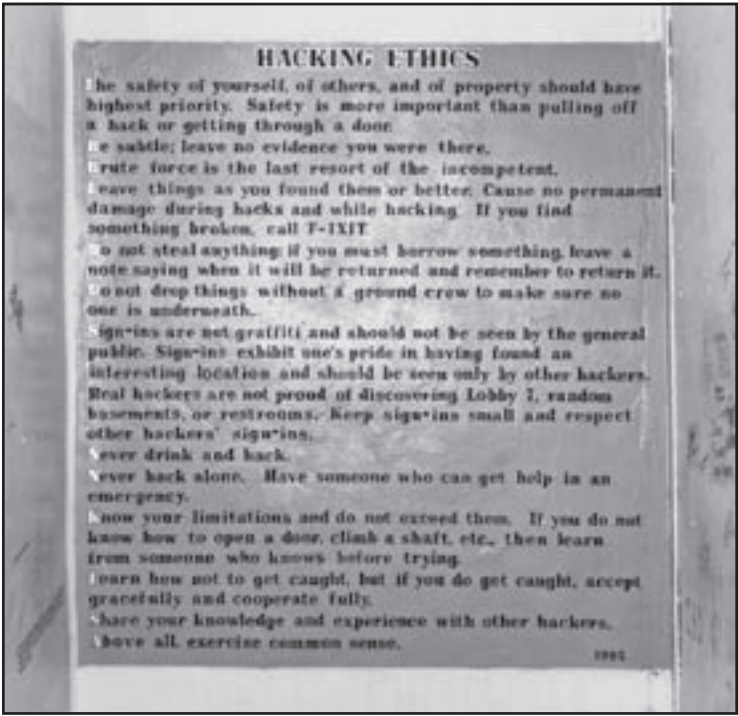 HACKING ETHICS
The safety of yourself, of others, and of property should have
highest priority. Safety is more important than pulling off
a hack or getting through a door.
Be subtle; leave no evidence you were there.
Brute force is the last resort of the incompetent.
Leave things as you found them or better. Cause no permanent
damage during hacks and while hacking. If you find
something broken, call F-IXIT.
Do not steal anything; if you must borrow something, leave a
note saying when it will be returned and remember to return it.
Do not drop things without a ground crew to make sure no
one is underneath.
Sign-ins are not graffiti and should not be seen by the general
public. Sign-ins exhibit one's pride in having found an
interesting location and should be seen only by other hackers.
Real hackers are not proud of discovering Lobby 7, random
basements, or restrooms. Keep sign-ins small and respect
other hackers' sign-ins.
Never drink and hack.
Never hack alone. Have someone who can get help in an
emergency.
Know your limitations and do not exceed them. If you do not
know how to open a door, climb a shaft, etc., then learn
from someone who knows before trying.
Learn how not to get caught, but if you do get caught, accept
gracefully and cooperate fully.
Share your knowledge and experience with other hackers.
Above all, exercise common sense.